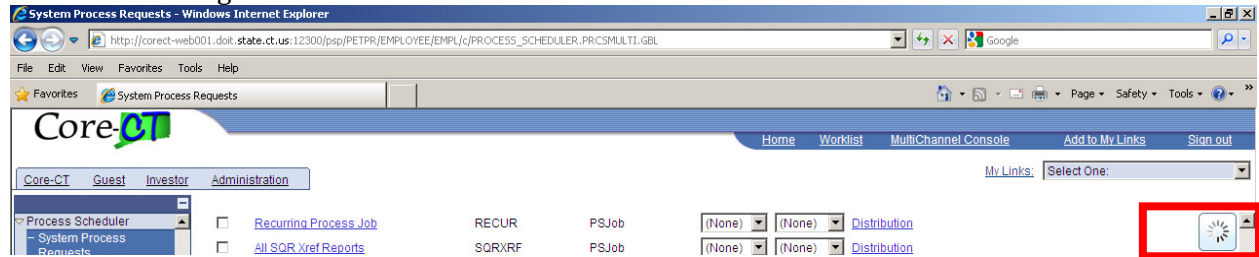 System Process Requests - Windows Internet Explorer
http://corect-web001.doit.state.ct.us:12300/psp/PETPR/EMPLOYEE/EMPL/c/PROCESS_SCHEDULER.PRCSMULTI.GBL Google
File Edit View Favorites Tools Help
Favorites System Process Requests Page Safety Tools »
Core-CT
Home Worklist MultiChannel Console Add to My Links Sign out
My Links: Select One:
Core-CT Guest Investor Administration
Process Scheduler
Recurring Process Job RECUR PSJob (None) (None) Distribution
– System Process
Requests
All SQR Xref Reports SQRXRF PSJob (None) (None) Distribution